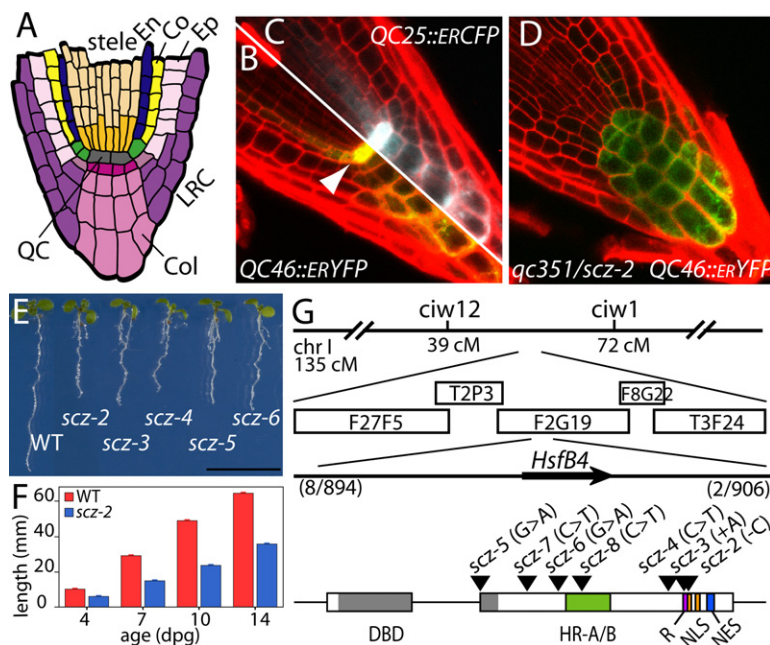 A
stele
En
Co
Ep
QC
Col
LRC
B
C
QC25::ERCFP
QC46::ERYFP
D
qc351/scz-2 QC46::ERYFP
E
WT
scz-2
scz-3
scz-4
scz-5
scz-6
F
WT
scz-2
length (mm)
60
40
20
0
4 7 10 14
age (dpg)
G
ciw12 ciw1
chr I
135 cM
39 cM 72 cM
T2P3 F8G22
F27F5 F2G19 T3F24
HsfB4
(8/894) (2/906)
scz-5 (G>A)
scz-7 (C>T)
scz-6 (G>A)
scz-8 (C>T)
scz-4 (C>T)
scz-3 (+A)
scz-2 (-C)
DBD HR-A/B R NLS NES